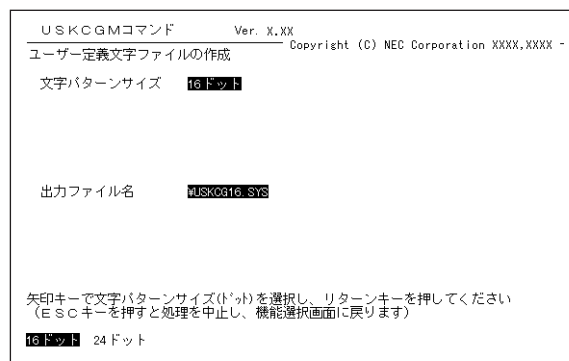 ＵＳＫＣＧＭコマンド Ver. X.XX
Copyright (C) NEC Corporation XXXX,XXXX -
ユーザー定義文字ファイルの作成
文字パターンサイズ 16ドット
出力ファイル名 ¥USKCG16.SYS
矢印キーで文字パターンサイズ(ﾄﾞｯﾄ)を選択し、リターンキーを押してください
（ＥＳＣキーを押すと処理を中止し、機能選択画面に戻ります）
16ドット 24ドット